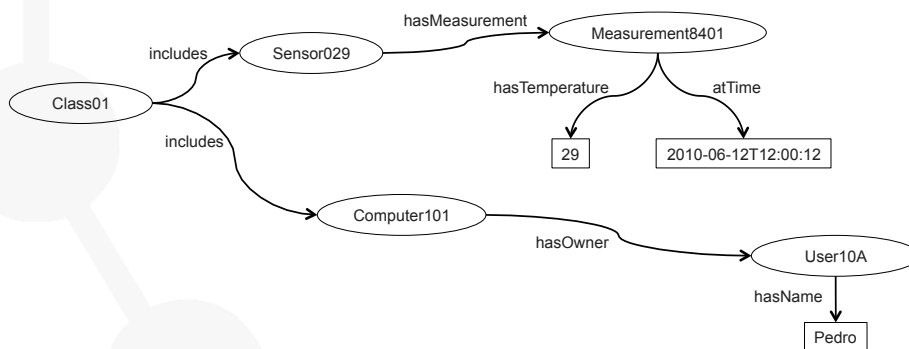 hasMeasurement
Measurement8401
includes
Sensor029
hasTemperature
atTime
Class01
includes
29
2010-06-12T12:00:12
Computer101
hasOwner
User10A
hasName
Pedro